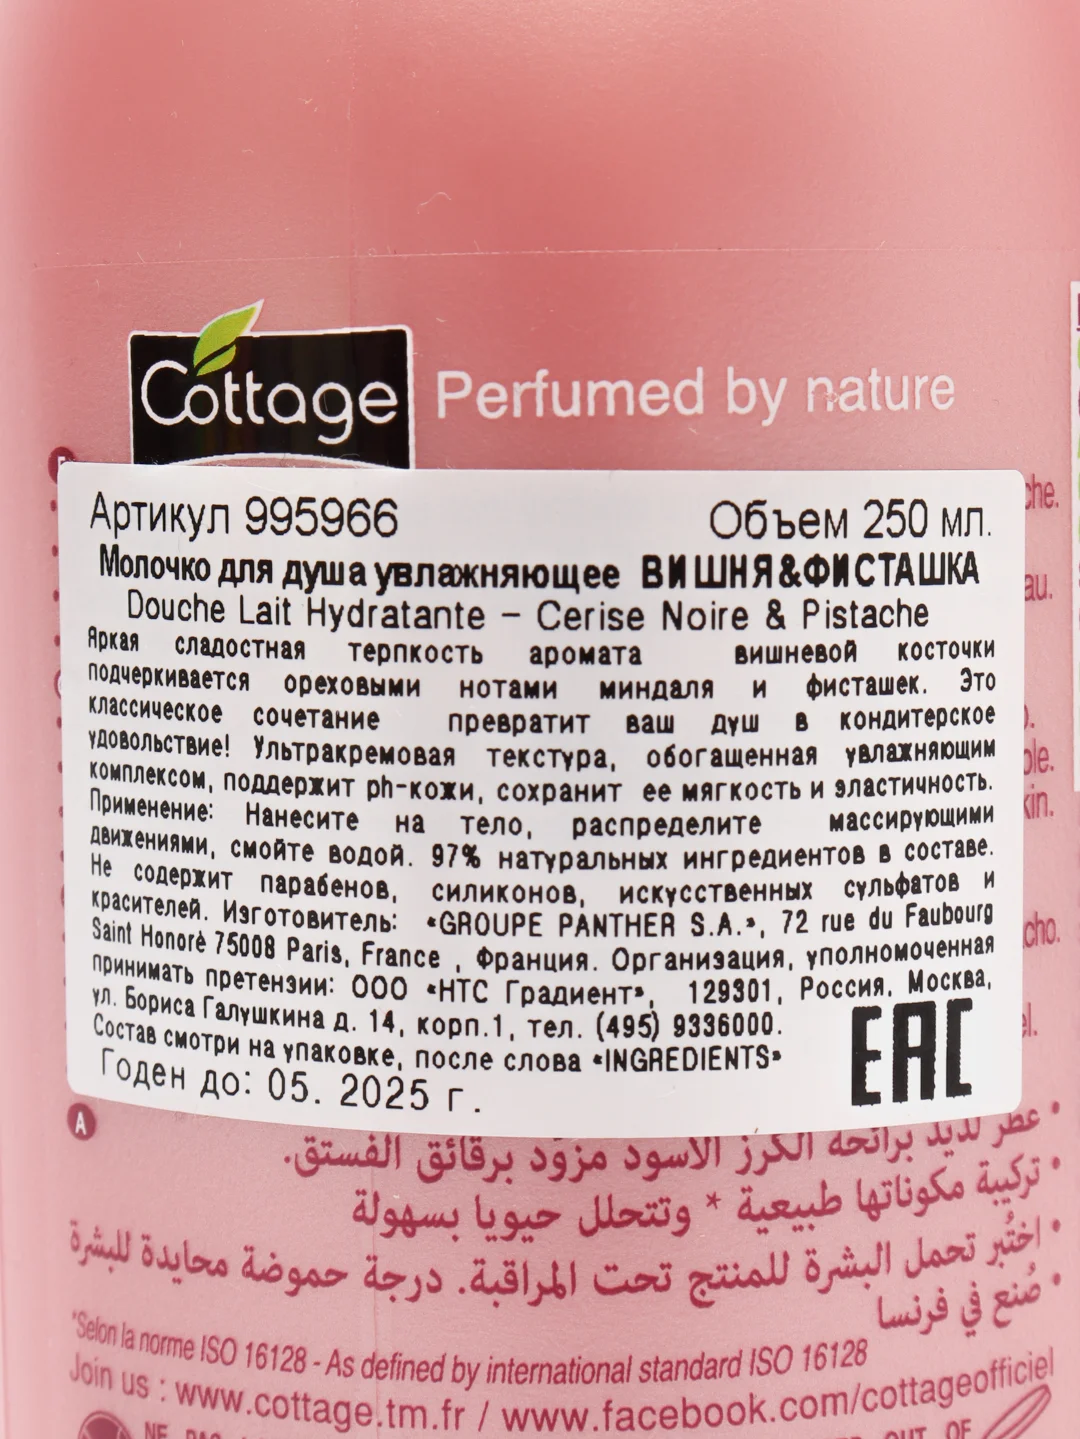 Cottage Perfumed by nature
che.
Артикул 995966 Объем 250 мл.
Молочко для душа увлажняющее ВИШНЯ&ФИСТАШКА
au.
Douche Lait Hydratante – Cerise Noire & Pistache
Яркая сладостная терпкость аромата вишневой косточки
подчеркивается ореховыми нотами миндаля и фисташек. Это
классическое сочетание превратит ваш душ в кондитерское
удовольствие! Ультракремовая текстура, обогащенная увлажняющим
комплексом, поддержит ph-кожи, сохранит ее мягкость и эластичность.
Применение: Нанесите на тело, распределите массирующими
движениями, смойте водой. 97% натуральных ингредиентов в составе.
Не содержит парабенов, силиконов, искусственных сульфатов и
красителей. Изготовитель: «GROUPE PANTHER S.A.», 72 rue du Faubourg
Saint Honorè 75008 Paris, France , Франция. Организация, уполномоченная
принимать претензии: ООО «НТС Градиент», 129301, Россия, Москва,
ул. Бориса Галушкина д. 14, корп.1, тел. (495) 9336000.
Состав смотри на упаковке, после слова «INGREDIENTS»
EAC
Годен до: 05. 2025 г.
A
• عطر لذيذ برائحة الكرز الأسود مزوّد برقائق الفستق.
• تركيبة مكوناتها طبيعية * وتتحلل حيويا بسهولة
• اختُبر تحمل البشرة للمنتج تحت المراقبة. درجة حموضة محايدة للبشرة
• صُنع في فرنسا
*Selon la norme ISO 16128 - As defined by international standard ISO 16128
Join us : www.cottage.tm.fr / www.facebook.com/cottageofficiel
NE PAS OUT OF